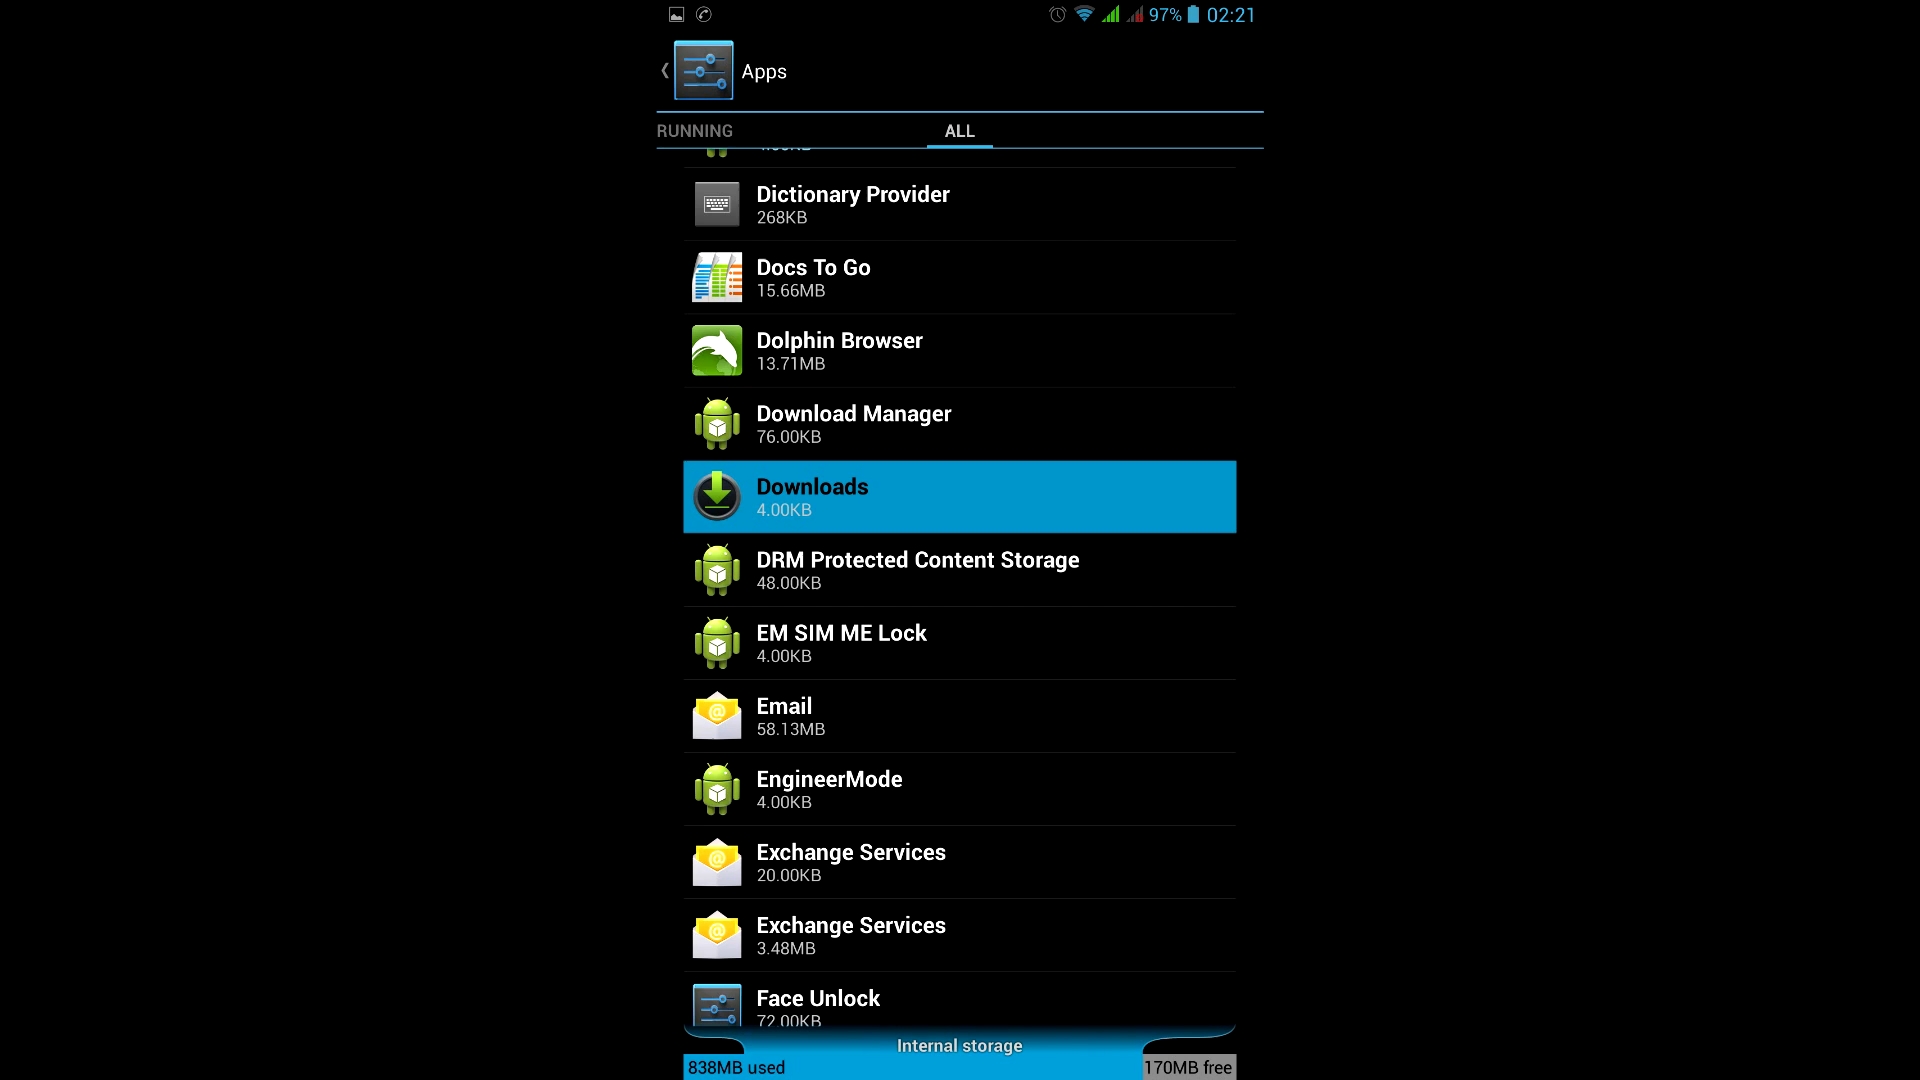 97% 02:21
Apps
RUNNING ALL
Dictionary Provider
268KB
Docs To Go
15.66MB
Dolphin Browser
13.71MB
Download Manager
76.00KB
Downloads
4.00KB
DRM Protected Content Storage
48.00KB
EM SIM ME Lock
4.00KB
Email
58.13MB
EngineerMode
4.00KB
Exchange Services
20.00KB
Exchange Services
3.48MB
Face Unlock
72.00KB
Internal storage
838MB used 170MB free